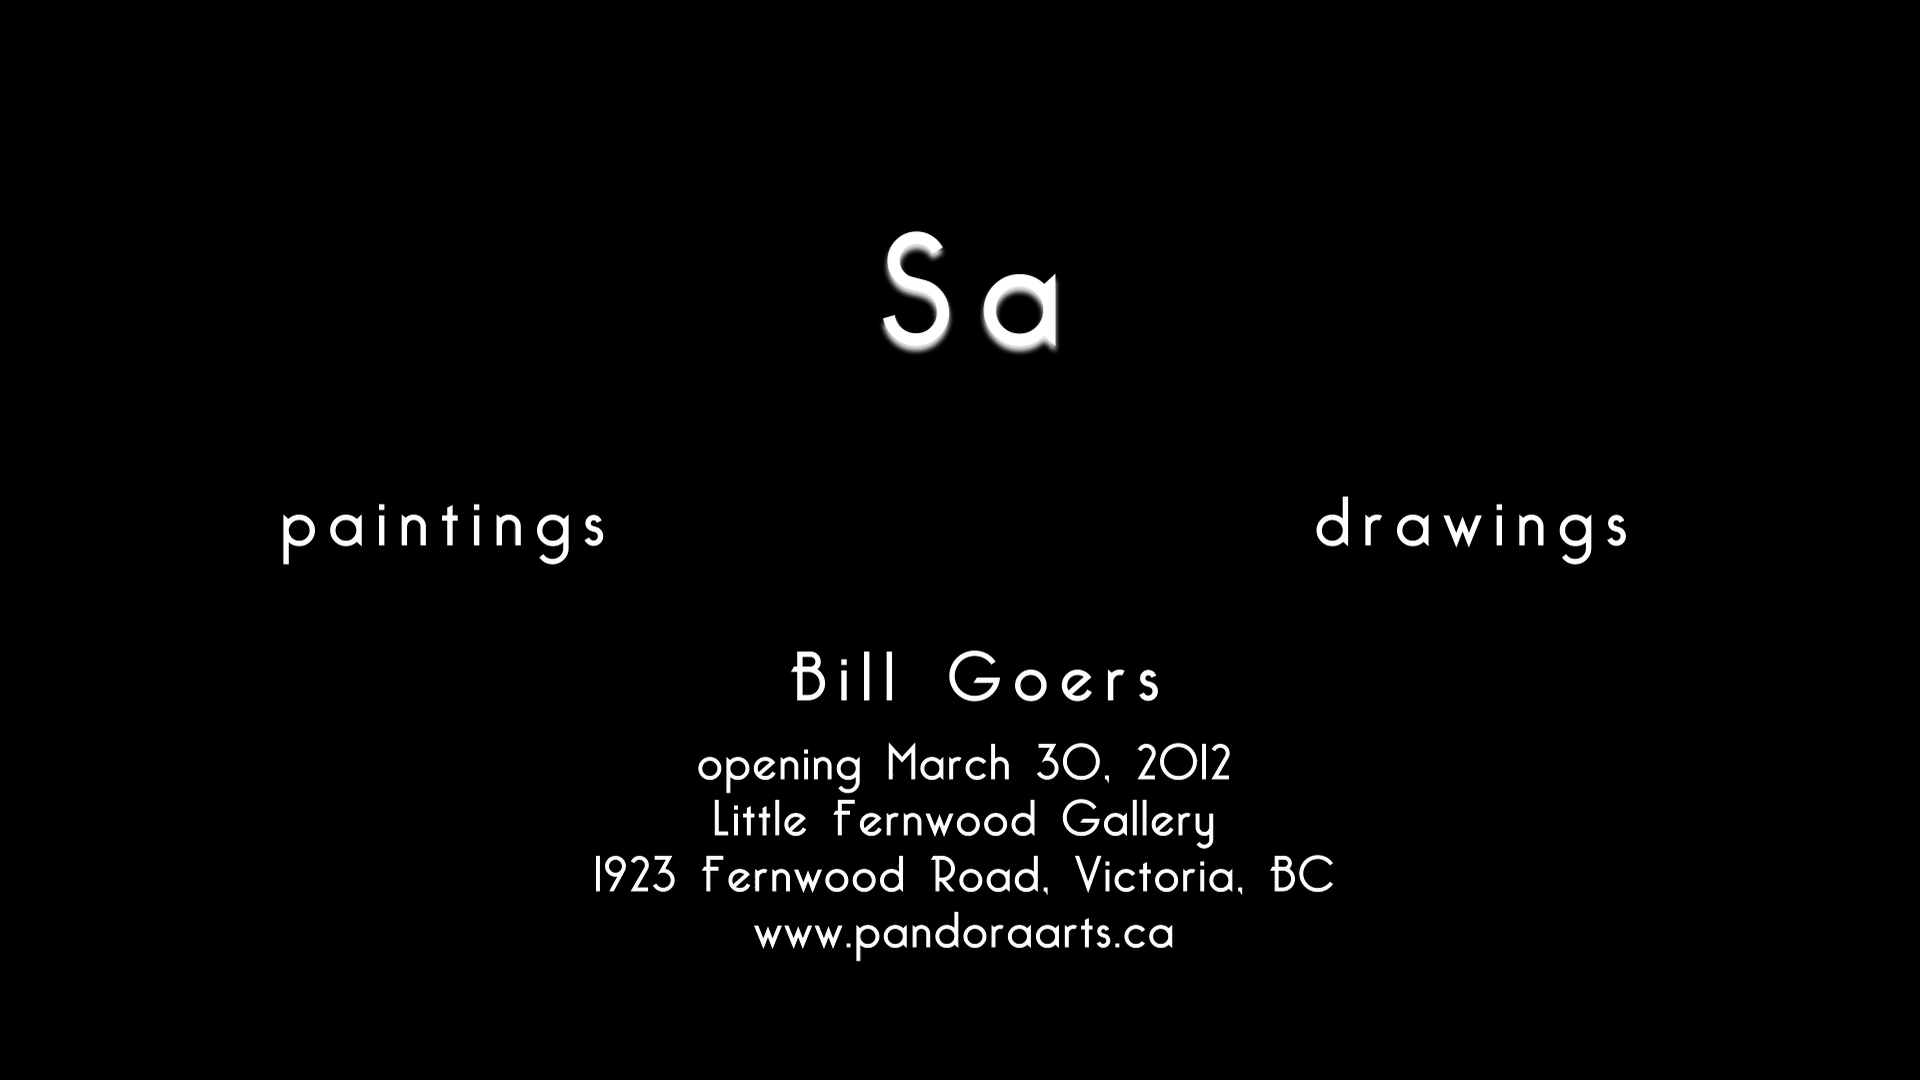 Sa
paintings drawings
Bill Goers
opening March 30, 2012
Little Fernwood Gallery
1923 Fernwood Road, Victoria, BC
www.pandoraarts.ca